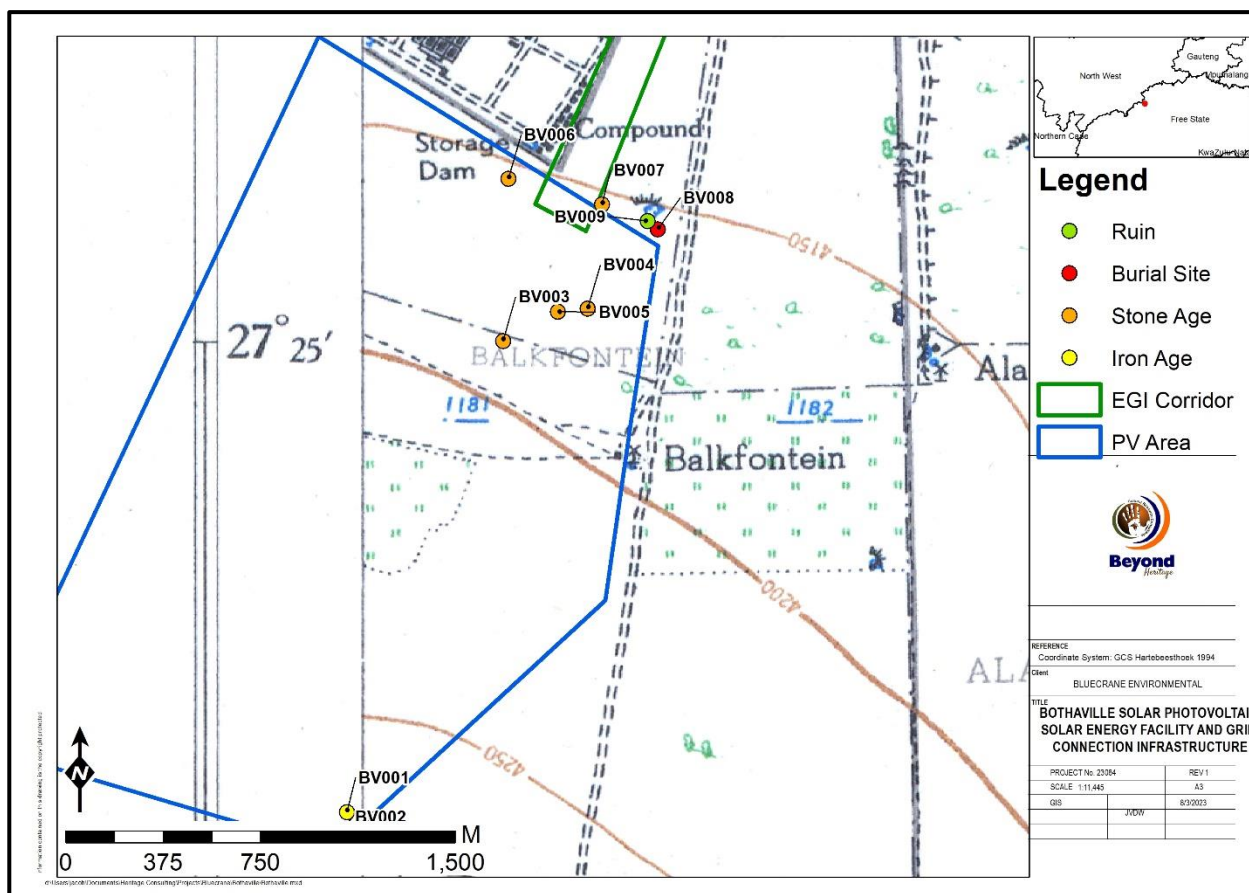 BV006
Compound
Storage
Dam
BV007
BV009
BV008
4150
BV004
BV003
BV005
27° 25'
BALKFONTEIN
Ala
1181
1182
Balkfontein
4200
ALA
4250
BV001
BV002
N
M
0 375 750 1,500
Gauteng
North West
Free State
Northern Cape
Legend
Ruin
Burial Site
Stone Age
Iron Age
EGI Corridor
PV Area
Beyond
Heritage
REFERENCE
Coordinate System: GCS Hartebeesthoek 1994
Client
BLUECRANE ENVIRONMENTAL
TITLE
BOTHAVILLE SOLAR PHOTOVOLTAI
SOLAR ENERGY FACILITY AND GRI
CONNECTION INFRASTRUCTURE
PROJECT No. 23084 REV 1
SCALE 1:11,445 A3
GIS JVDW 8/3/2023